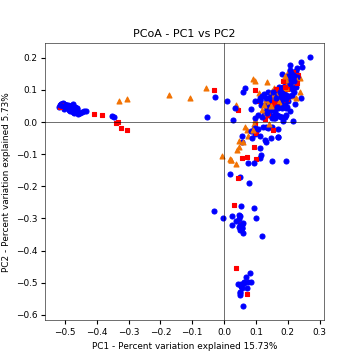 PCoA - PC1 vs PC2
PC2 - Percent variation explained 5.73%
0.2
0.1
0.0
−0.1
−0.2
−0.3
−0.4
−0.5
−0.6
−0.5 −0.4 −0.3 −0.2 −0.1 0.0 0.1 0.2 0.3
PC1 - Percent variation explained 15.73%